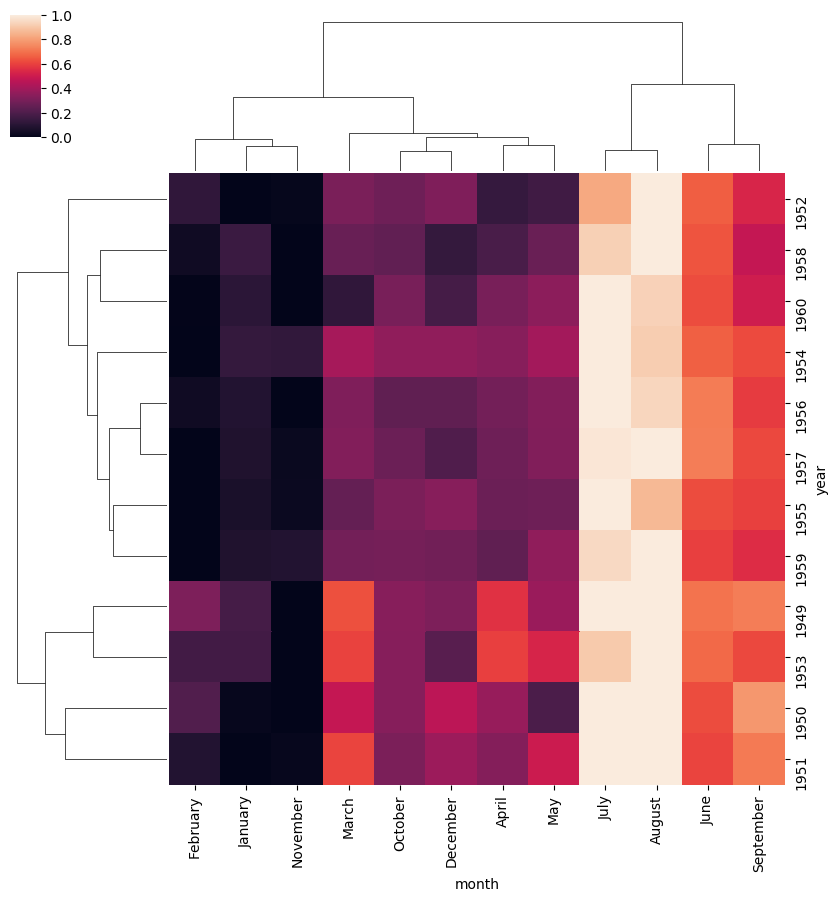 1.0
0.8
0.6
0.4
0.2
0.0
1952
1958
1960
1954
1956
1957
1955
1959
1949
1953
1950
1951
year
February
January
November
March
October
December
April
May
July
August
June
September
month